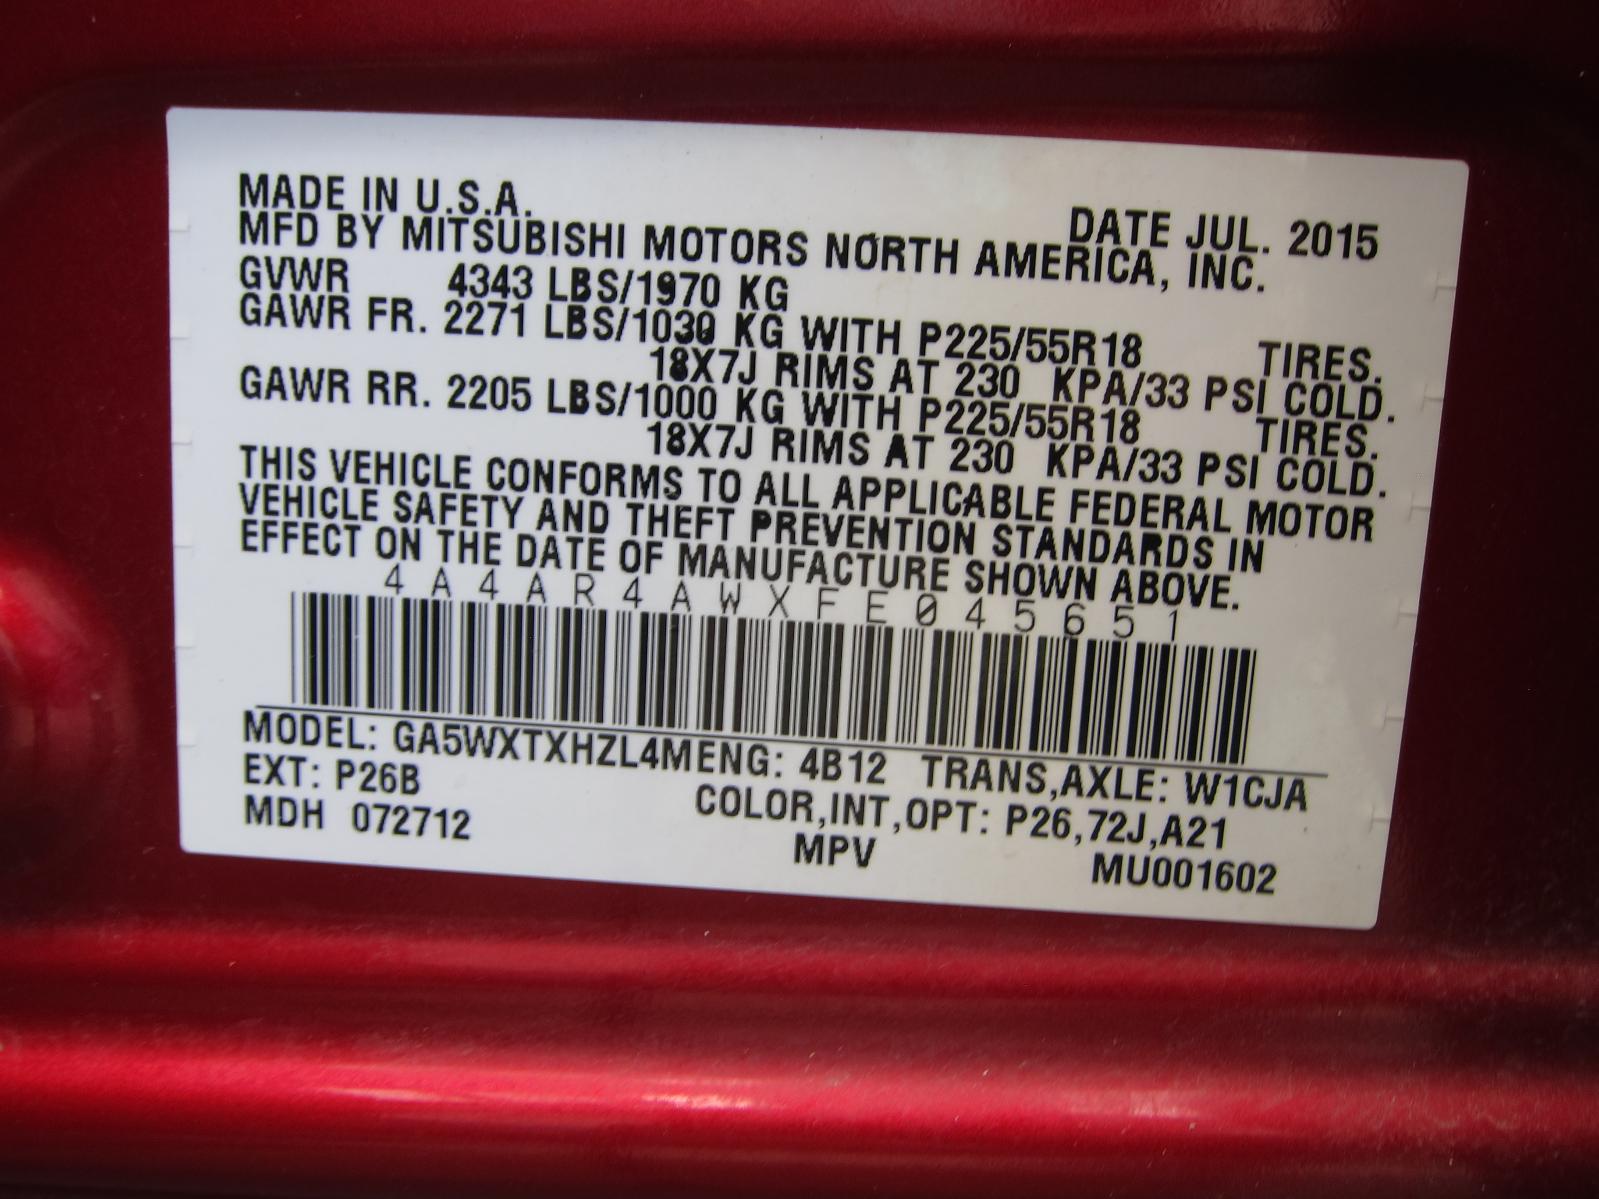 MADE IN U.S.A. DATE JUL. 2015
MFD BY MITSUBISHI MOTORS NORTH AMERICA, INC.
GVWR 4343 LBS/1970 KG
GAWR FR. 2271 LBS/1030 KG WITH P225/55R18 TIRES.
18X7J RIMS AT 230 KPA/33 PSI COLD.
GAWR RR. 2205 LBS/1000 KG WITH P225/55R18 TIRES.
18X7J RIMS AT 230 KPA/33 PSI COLD.
THIS VEHICLE CONFORMS TO ALL APPLICABLE FEDERAL MOTOR
VEHICLE SAFETY AND THEFT PREVENTION STANDARDS IN
EFFECT ON THE DATE OF MANUFACTURE SHOWN ABOVE.
4A4AR4AWXFE045651
MODEL: GA5WXTXHZL4MENG: 4B12 TRANS,AXLE: W1CJA
EXT: P26B COLOR,INT,OPT: P26,72J,A21
MDH 072712 MPV MU001602